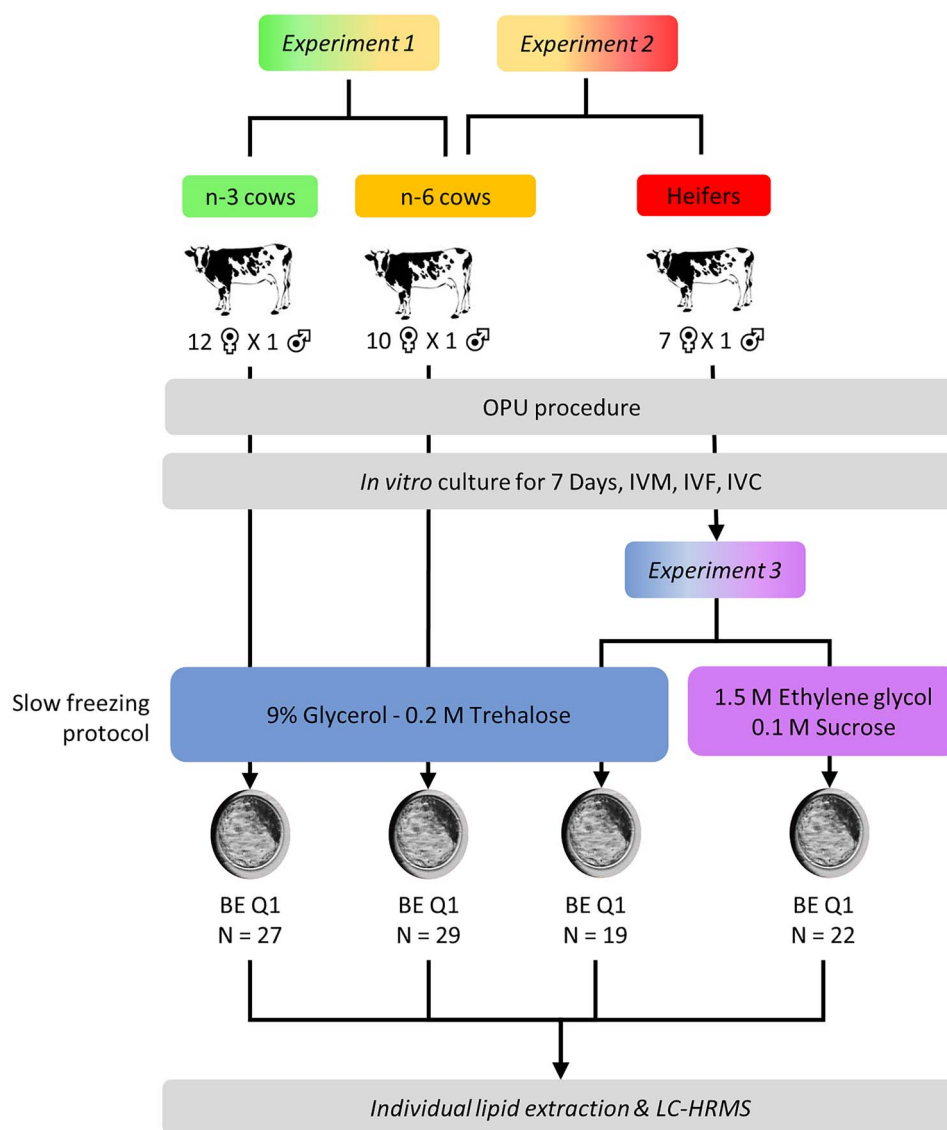 Experiment 1
Experiment 2
n-3 cows
n-6 cows
Heifers
12 ♀ X 1 ♂
10 ♀ X 1 ♂
7 ♀ X 1 ♂
OPU procedure
In vitro culture for 7 Days, IVM, IVF, IVC
Experiment 3
Slow freezing
protocol
9% Glycerol - 0.2 M Trehalose
1.5 M Ethylene glycol
0.1 M Sucrose
BE Q1
N = 27
BE Q1
N = 29
BE Q1
N = 19
BE Q1
N = 22
Individual lipid extraction & LC-HRMS